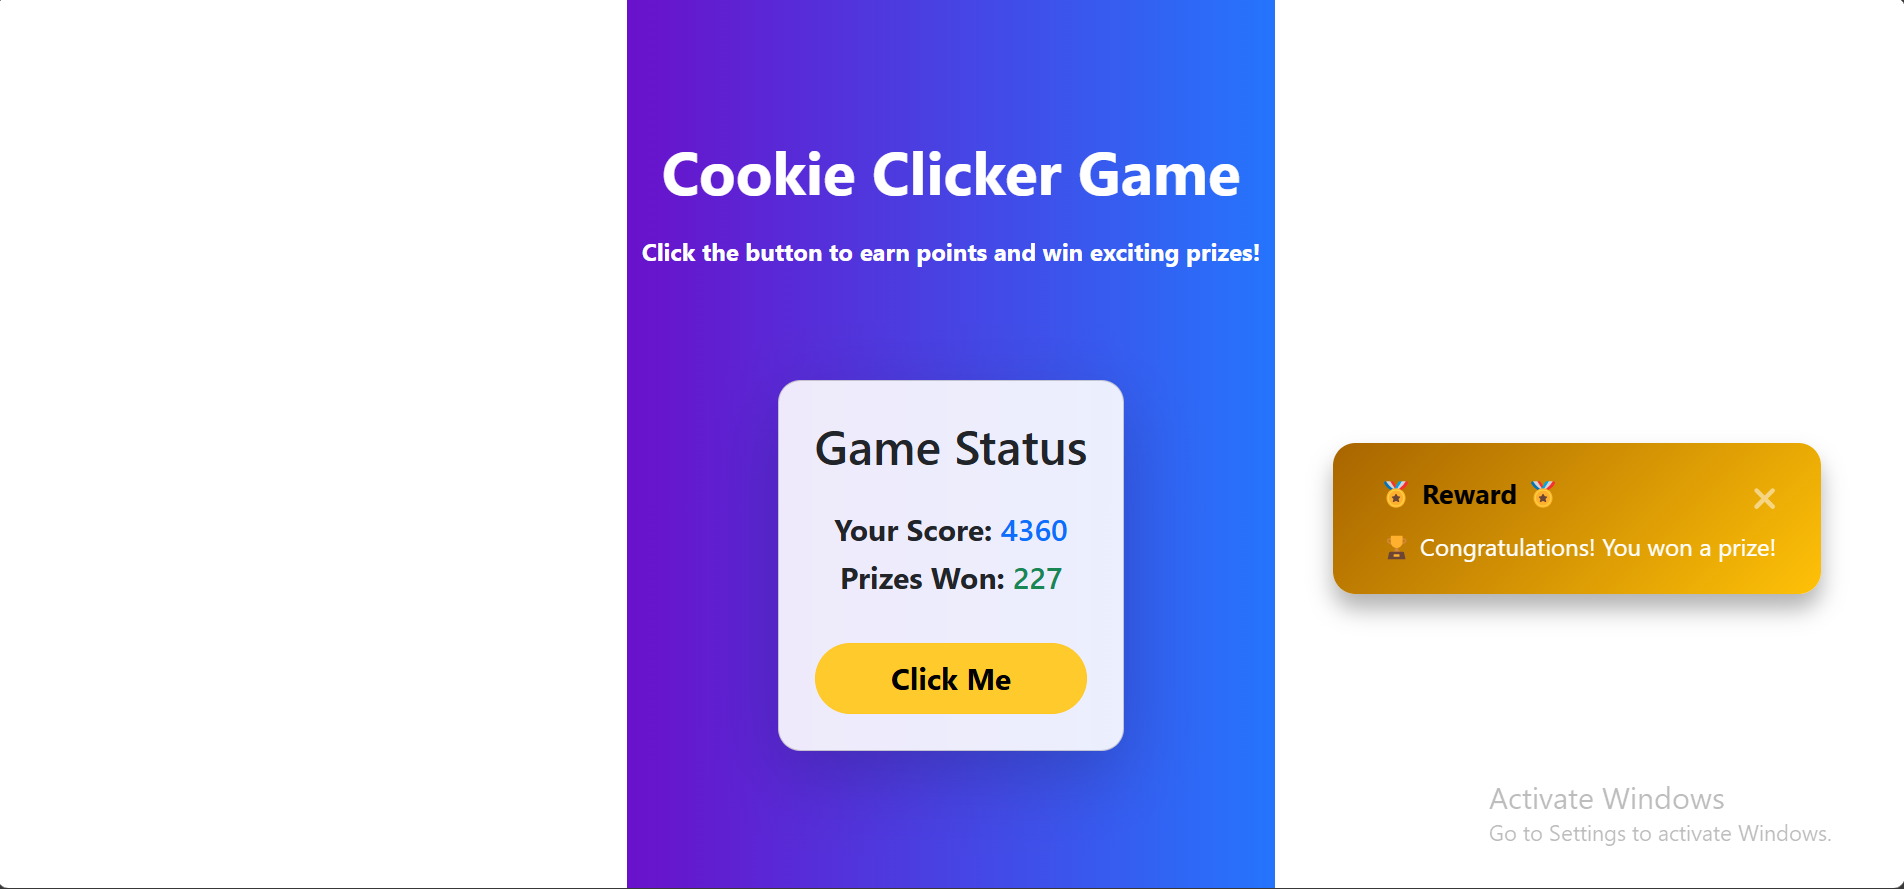 Cookie Clicker Game
Click the button to earn points and win exciting prizes!
Game Status
Your Score: 4360
Prizes Won: 227
Click Me
Reward
Congratulations! You won a prize!
Activate Windows
Go to Settings to activate Windows.